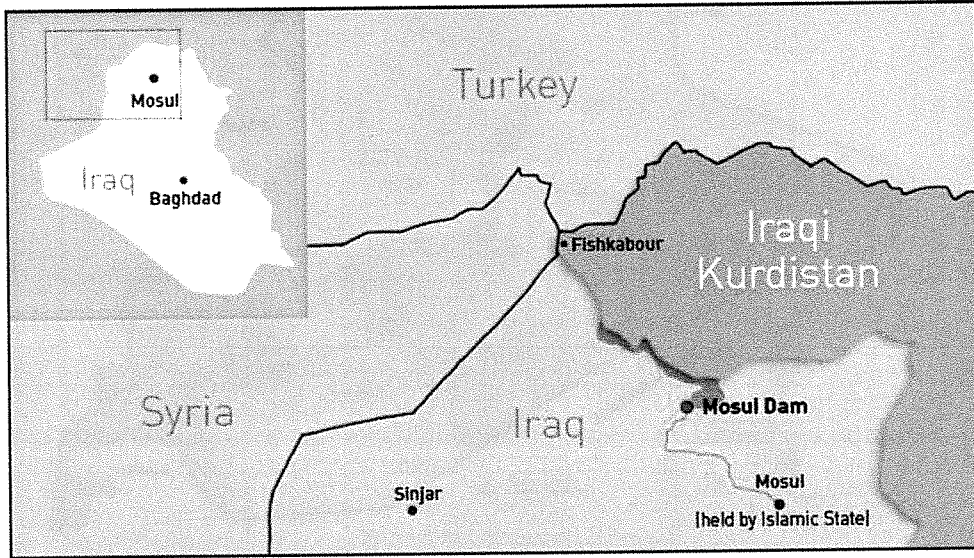 Mosul
Iraq
Baghdad
Turkey
Fishkabour
Iraqi
Kurdistan
Syria
Iraq
Mosul Dam
Sinjar
Mosul
[held by Islamic State]